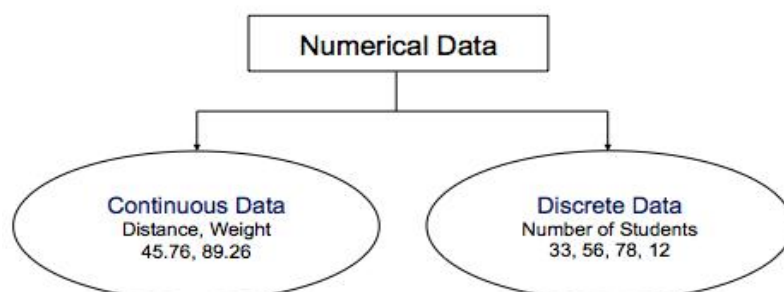 Numerical Data
Continuous Data
Distance, Weight
45.76, 89.26
Discrete Data
Number of Students
33, 56, 78, 12